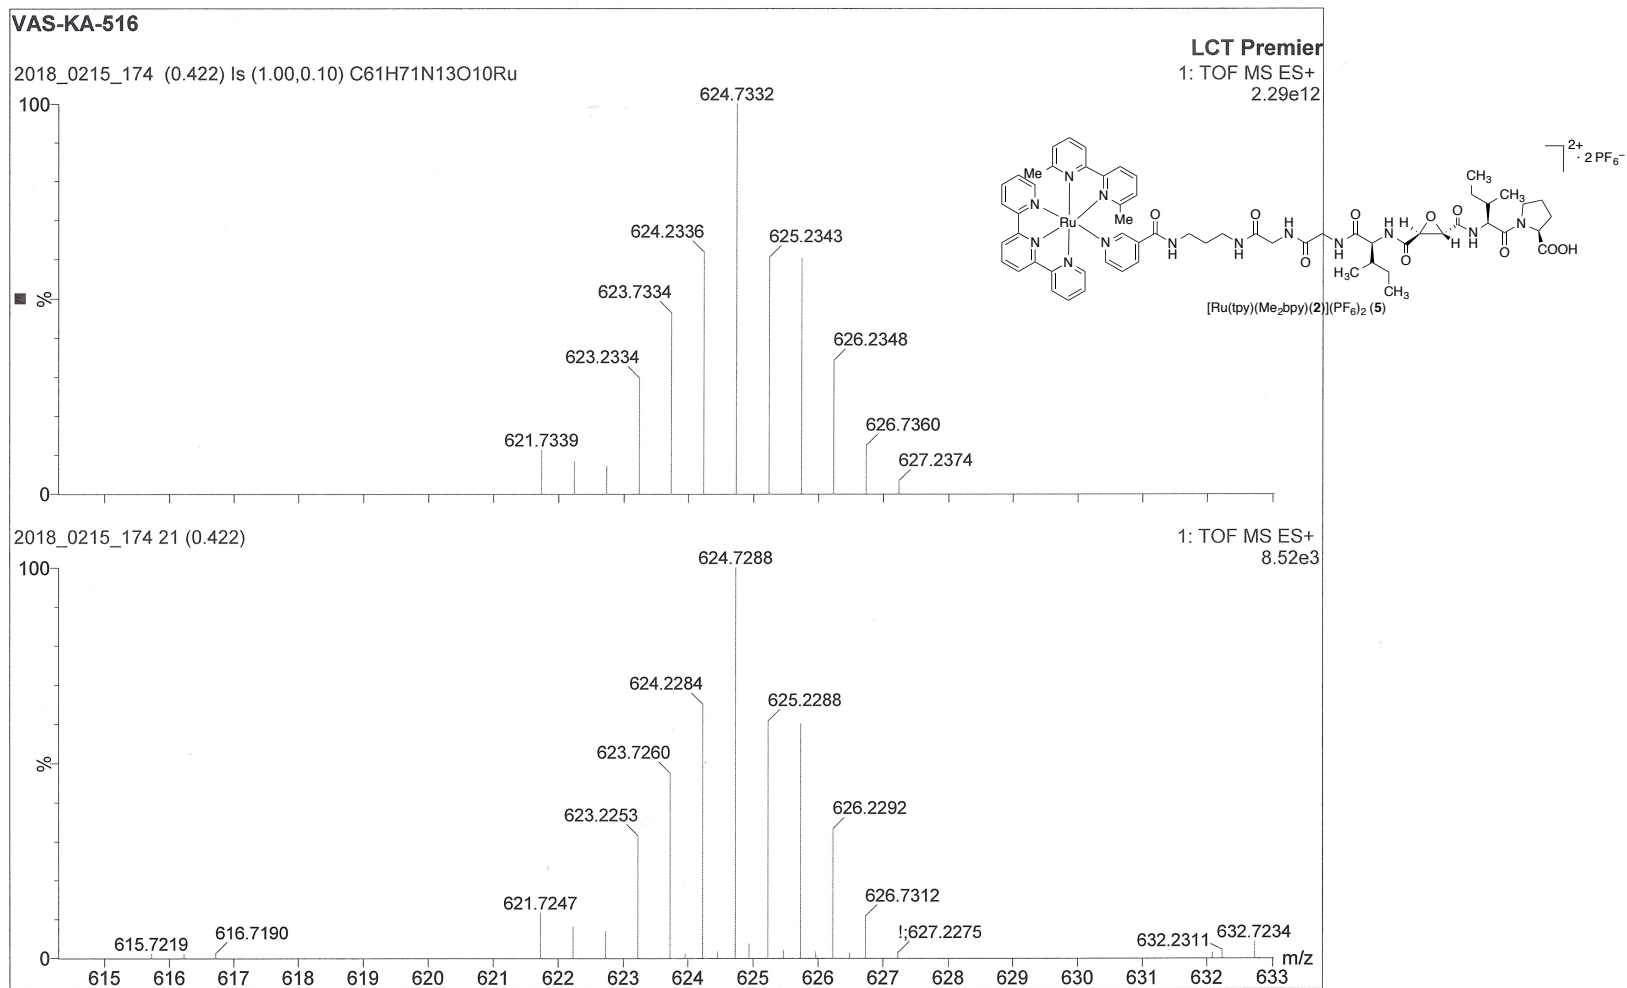 VAS-KA-516
LCT Premier
2018_0215_174 (0.422) Is (1.00,0.10) C61H71N13O10Ru
1: TOF MS ES+
2.29e12
100
%
0
624.7332
624.2336
625.2343
623.7334
623.2334
626.2348
621.7339
626.7360
627.2374
2+
· 2 PF6–
Me
N
N
N
Me
Ru
N
N
N
O
N
H
N
H
O
H
N
O
N
H
O
H
N
H
O
O
H
O
N
H
CH3
CH3
O
N
COOH
H3C
CH3
[Ru(tpy)(Me2bpy)(2)](PF6)2 (5)
2018_0215_174 21 (0.422)
1: TOF MS ES+
8.52e3
100
%
0
624.7288
624.2284
625.2288
623.7260
623.2253
626.2292
621.7247
626.7312
!;627.2275
615.7219
616.7190
632.2311
632.7234
m/z
615 616 617 618 619 620 621 622 623 624 625 626 627 628 629 630 631 632 633